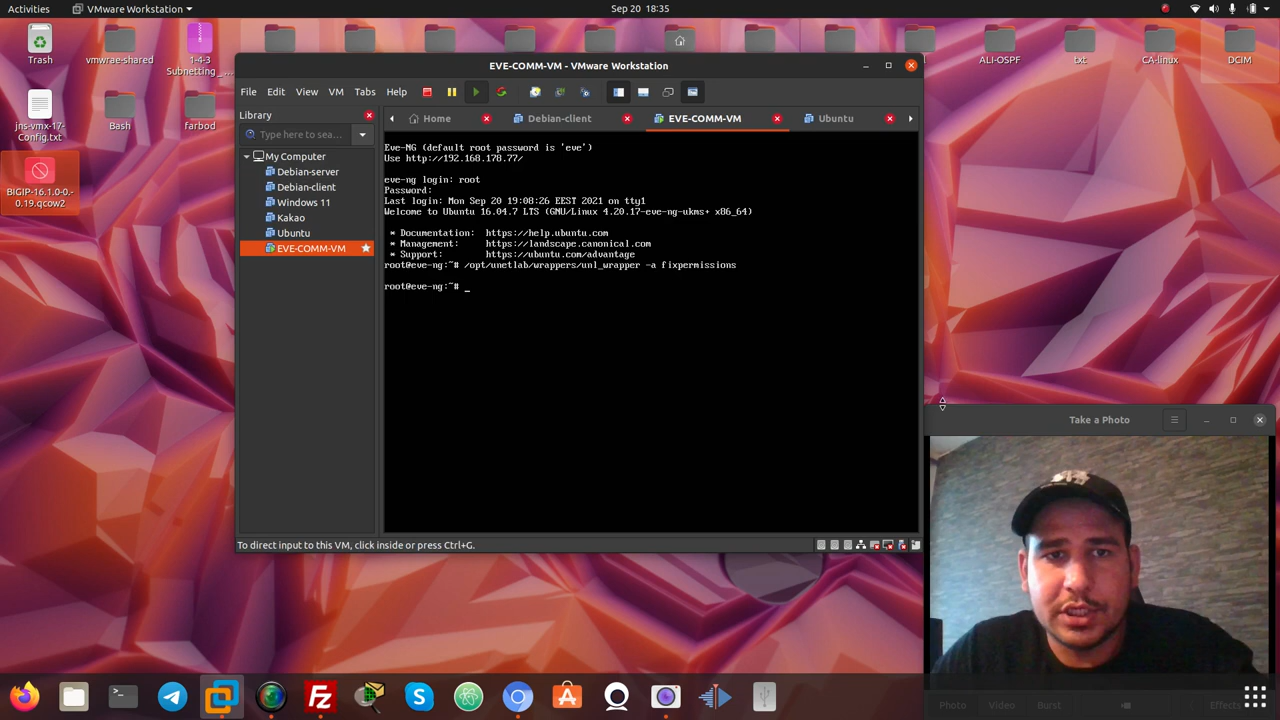 Activities
VMware Workstation
Sep 20 18:35
Trash
vmwrae-shared
1-4-3
Subnetting_...
ALI-OSPF
txt
CA-linux
DCIM
jns-vmx-17-
Config.txt
Bash
farbod
BIGIP-16.1.0-0.-
0.19.qcow2
EVE-COMM-VM - VMware Workstation
File Edit View VM Tabs Help
Library
Type here to sea...
My Computer
Debian-server
Debian-client
Windows 11
Kakao
Ubuntu
EVE-COMM-VM
Home
Debian-client
EVE-COMM-VM
Ubuntu
Eve-NG (default root password is 'eve')
Use http://192.168.178.77/
eve-ng login: root
Password:
Last login: Mon Sep 20 19:08:26 EEST 2021 on tty1
Welcome to Ubuntu 16.04.7 LTS (GNU/Linux 4.20.17-eve-ng-ukms+ x86_64)
* Documentation: https://help.ubuntu.com
* Management: https://landscape.canonical.com
* Support: https://ubuntu.com/advantage
root@eve-ng:~# /opt/unetlab/wrappers/unl_wrapper -a fixpermissions
root@eve-ng:~# _
To direct input to this VM, click inside or press Ctrl+G.
Take a Photo
Photo
Video
Burst
Effects